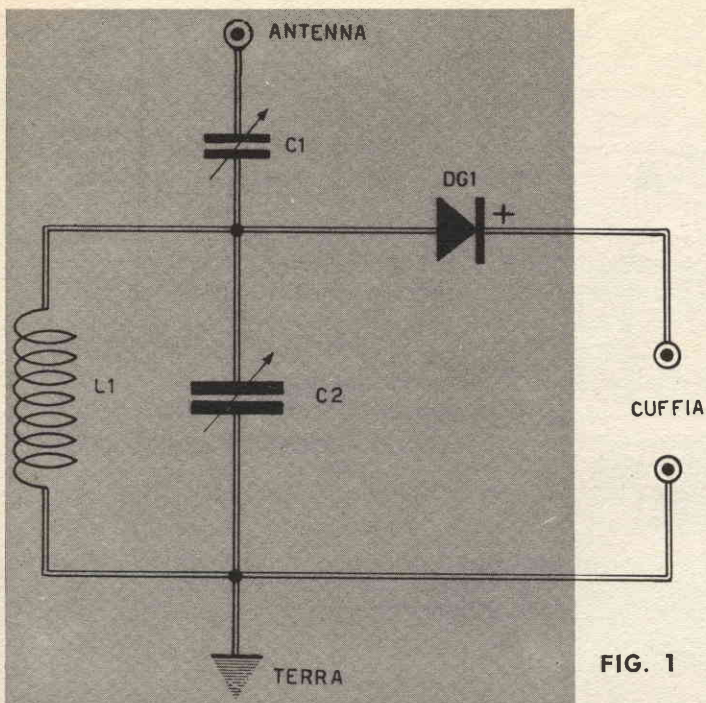 ANTENNA
C1
DG1
+
L1
C2
CUFFIA
TERRA
FIG. 1